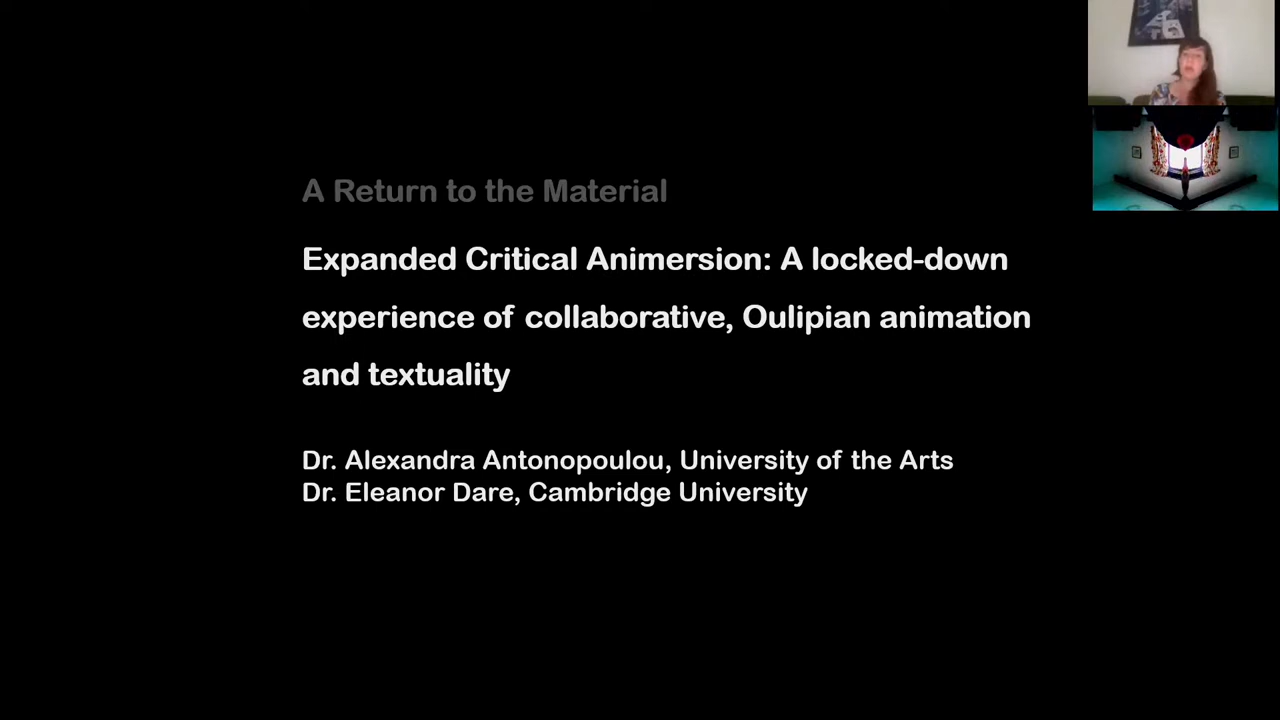 A Return to the Material
Expanded Critical Animersion: A locked-down
experience of collaborative, Oulipian animation
and textuality
Dr. Alexandra Antonopoulou, University of the Arts
Dr. Eleanor Dare, Cambridge University